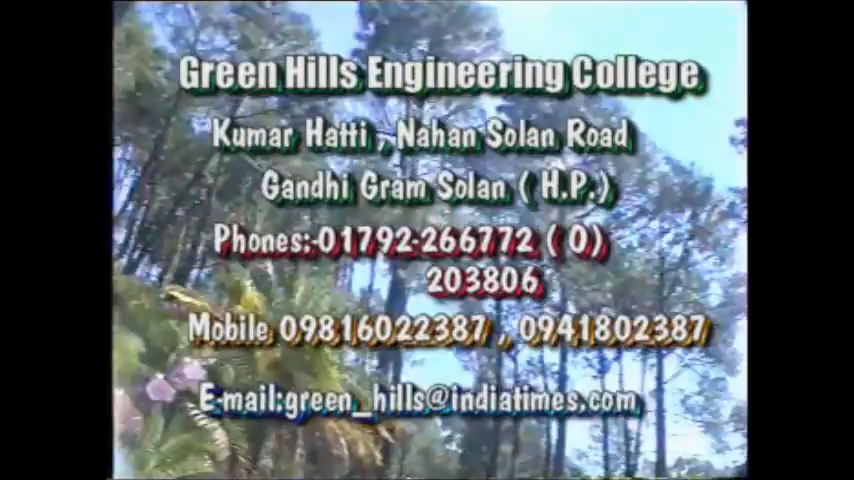 Green Hills Engineering College
Kumar Hatti , Nahan Solan Road
Gandhi Gram Solan ( H.P.)
Phones:-01792-266772 ( O)
203806
Mobile 09816022387 , 0941802387
E-mail:green_hills@indiatimes.com